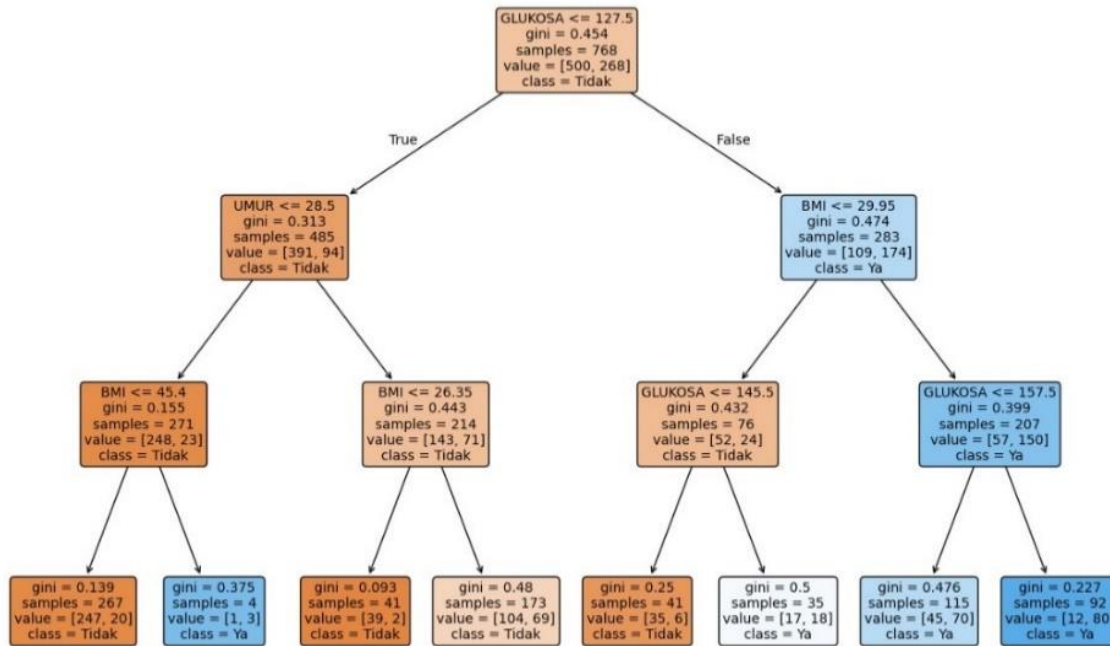 GLUKOSA <= 127.5
gini = 0.454
samples = 768
value = [500, 268]
class = Tidak
True
False
UMUR <= 28.5
gini = 0.313
samples = 485
value = [391, 94]
class = Tidak
BMI <= 29.95
gini = 0.474
samples = 283
value = [109, 174]
class = Ya
BMI <= 45.4
gini = 0.155
samples = 271
value = [248, 23]
class = Tidak
BMI <= 26.35
gini = 0.443
samples = 214
value = [143, 71]
class = Tidak
GLUKOSA <= 145.5
gini = 0.432
samples = 76
value = [52, 24]
class = Tidak
GLUKOSA <= 157.5
gini = 0.399
samples = 207
value = [57, 150]
class = Ya
gini = 0.139
samples = 267
value = [247, 20]
class = Tidak
gini = 0.375
samples = 4
value = [1, 3]
class = Ya
gini = 0.093
samples = 41
value = [39, 2]
class = Tidak
gini = 0.48
samples = 173
value = [104, 69]
class = Tidak
gini = 0.25
samples = 41
value = [35, 6]
class = Tidak
gini = 0.5
samples = 35
value = [17, 18]
class = Ya
gini = 0.476
samples = 115
value = [45, 70]
class = Ya
gini = 0.227
samples = 92
value = [12, 80]
class = Ya